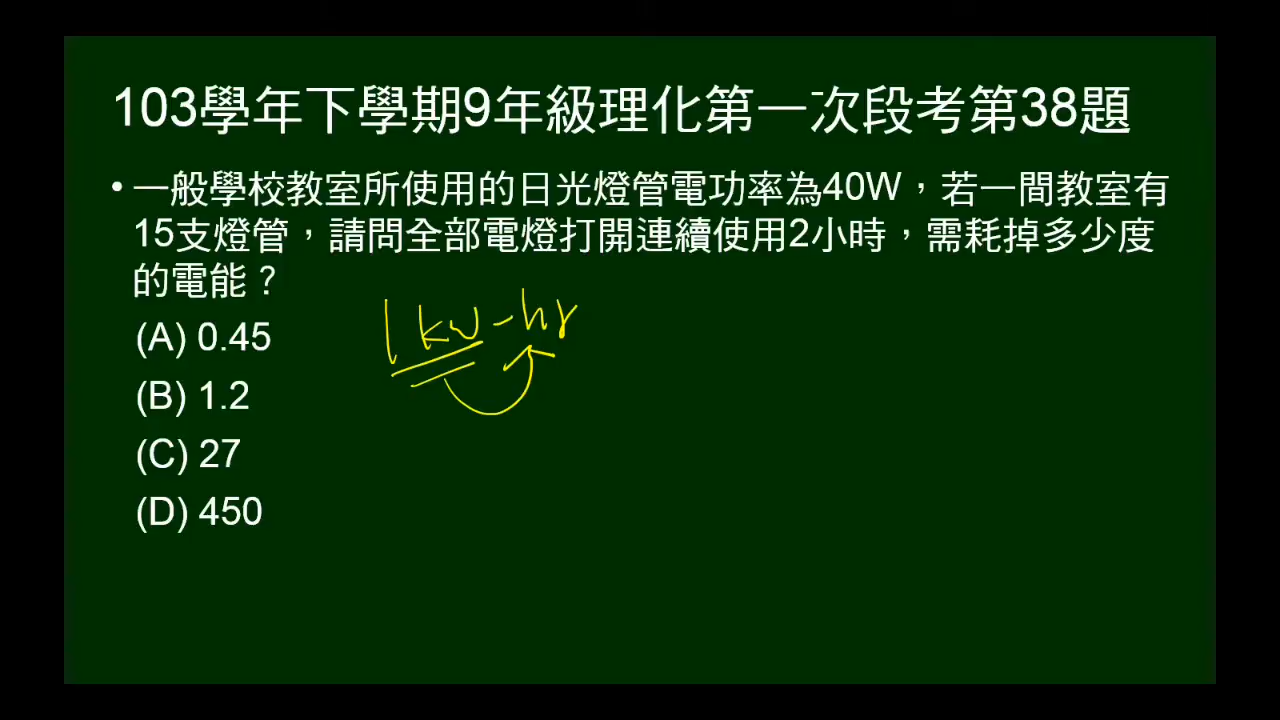 103學年下學期9年級理化第一次段考第38題
• 一般學校教室所使用的日光燈管電功率為40W，若一間教室有
15支燈管，請問全部電燈打開連續使用2小時，需耗掉多少度
的電能？
1 kw - hr
(A) 0.45
(B) 1.2
(C) 27
(D) 450